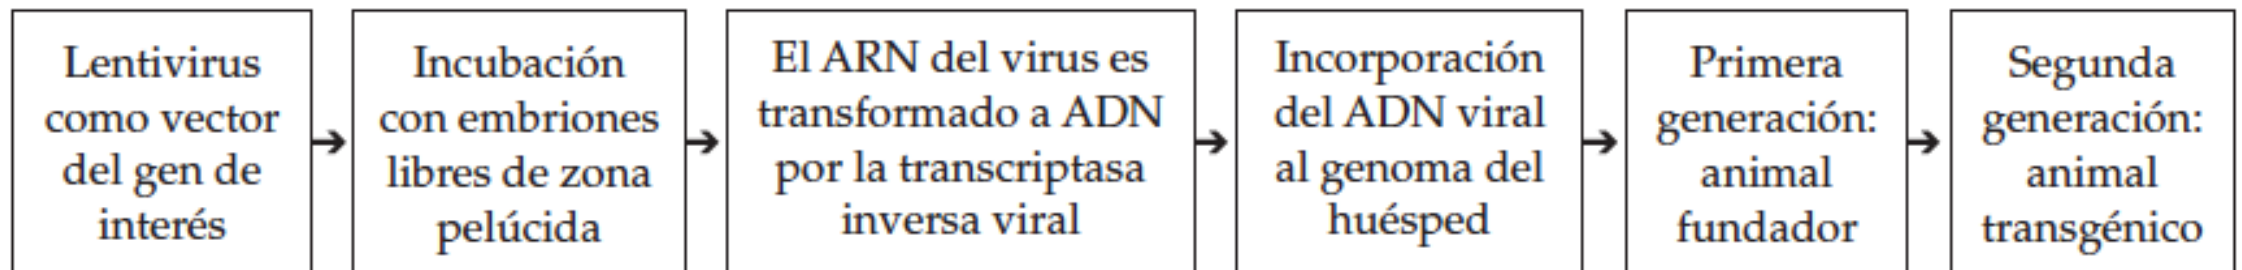 Lentivirus
como vector
del gen de
interés
Incubación
con embriones
libres de zona
pelúcida
El ARN del virus es
transformado a ADN
por la transcriptasa
inversa viral
Incorporación
del ADN viral
al genoma del
huésped
Primera
generación:
animal
fundador
Segunda
generación:
animal
transgénico